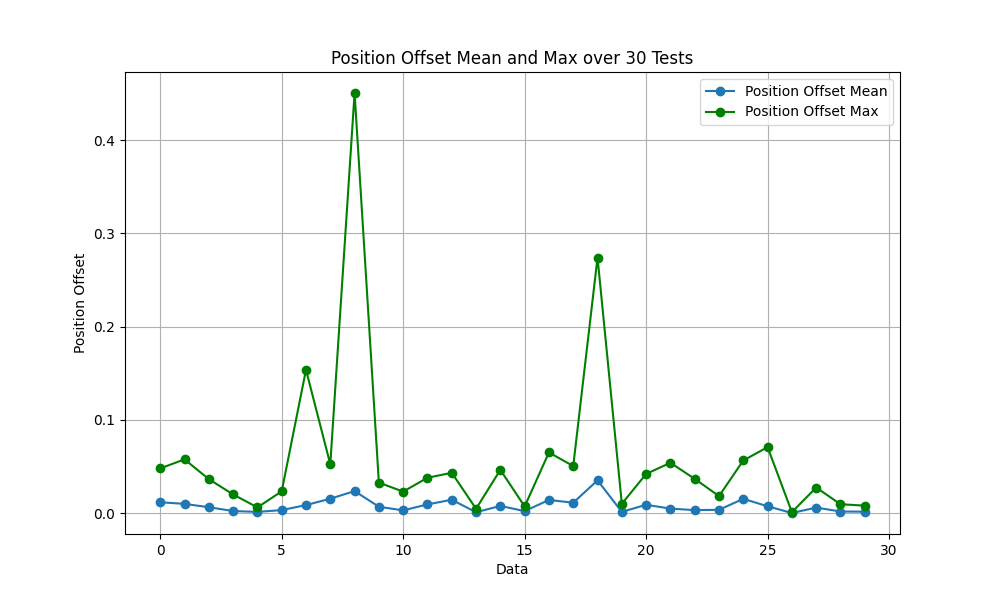 Position Offset Mean and Max over 30 Tests
Position Offset Mean
Position Offset Max
Position Offset
0.4
0.3
0.2
0.1
0.0
0 5 10 15 20 25 30
Data